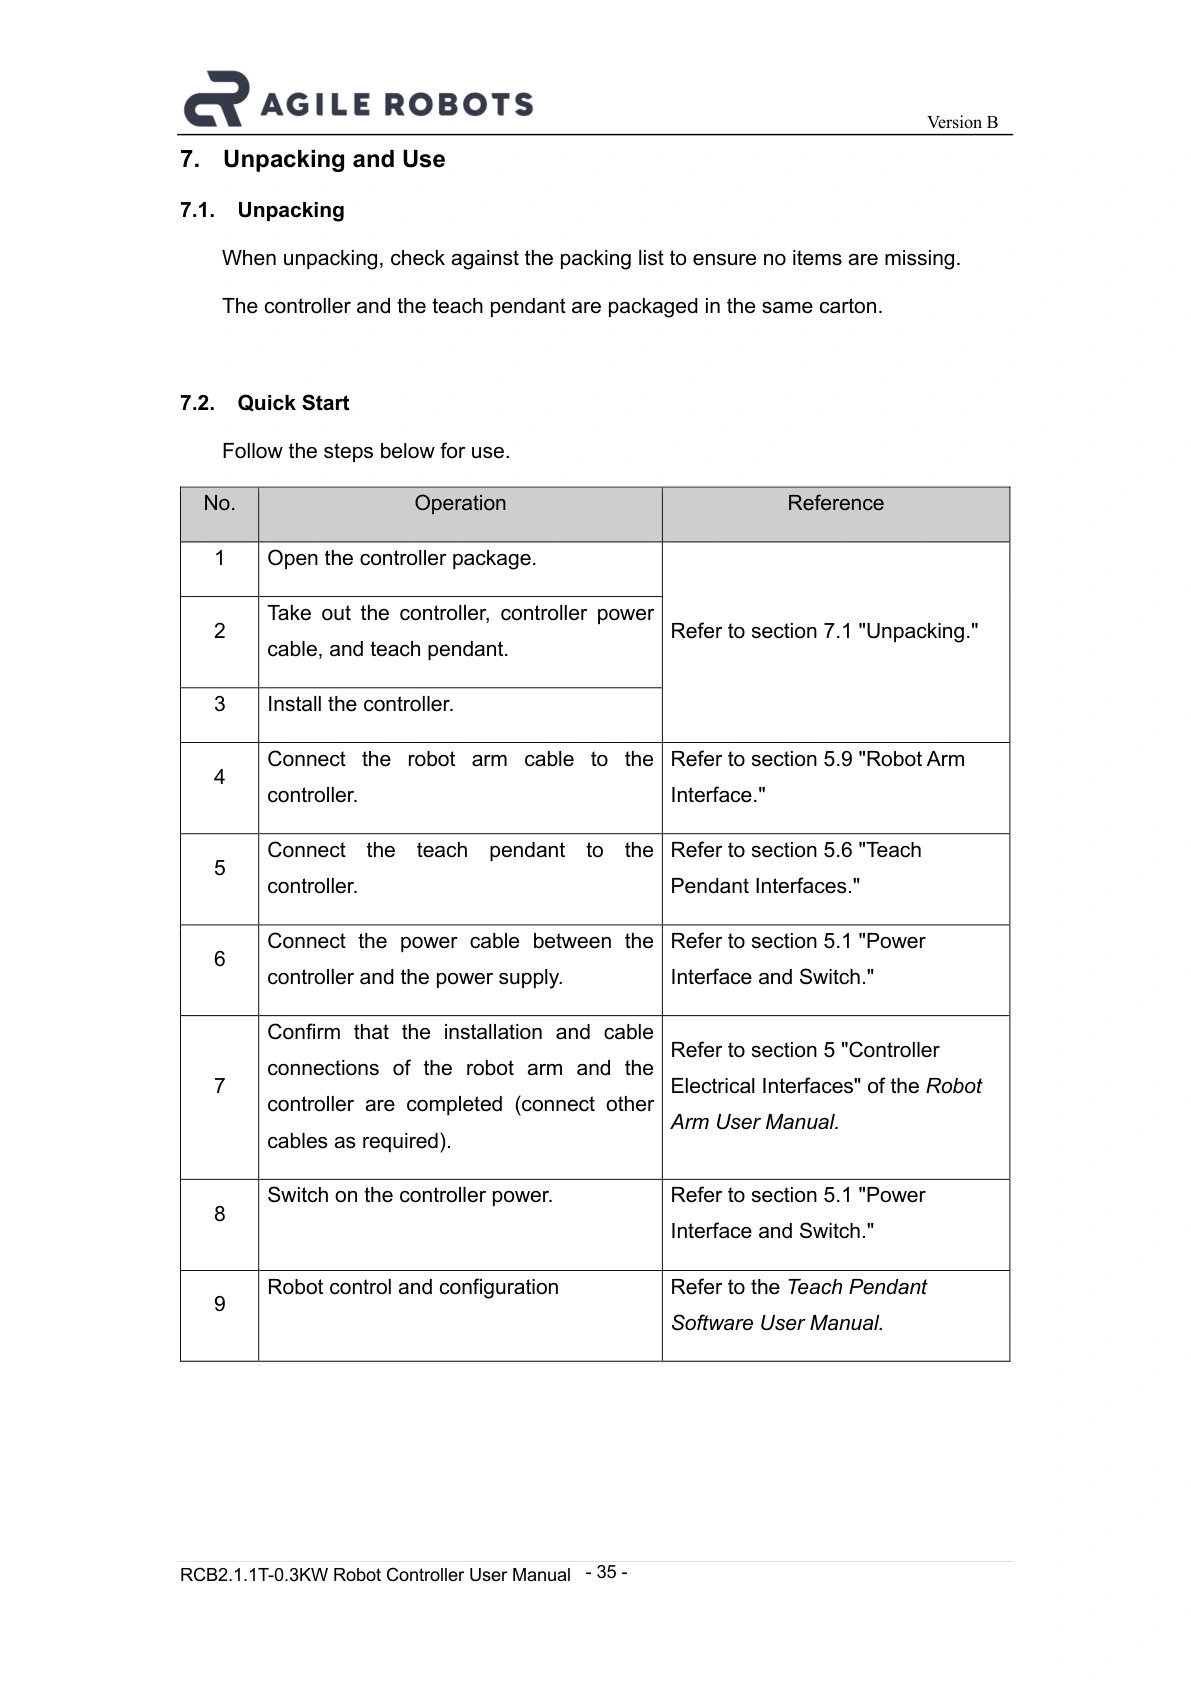 AGILE ROBOTS
Version B
7. Unpacking and Use
7.1. Unpacking
When unpacking, check against the packing list to ensure no items are missing.
The controller and the teach pendant are packaged in the same carton.
7.2. Quick Start
Follow the steps below for use.
No. Operation Reference
1 Open the controller package.
2 Take out the controller, controller power
cable, and teach pendant.
Refer to section 7.1 "Unpacking."
3 Install the controller.
4 Connect the robot arm cable to the
controller.
Refer to section 5.9 "Robot Arm
Interface."
5 Connect the teach pendant to the
controller.
Refer to section 5.6 "Teach
Pendant Interfaces."
6 Connect the power cable between the
controller and the power supply.
Refer to section 5.1 "Power
Interface and Switch."
7 Confirm that the installation and cable
connections of the robot arm and the
controller are completed (connect other
cables as required).
Refer to section 5 "Controller
Electrical Interfaces" of the Robot
Arm User Manual.
8 Switch on the controller power.
Refer to section 5.1 "Power
Interface and Switch."
9 Robot control and configuration
Refer to the Teach Pendant
Software User Manual.
RCB2.1.1T-0.3KW Robot Controller User Manual - 35 -